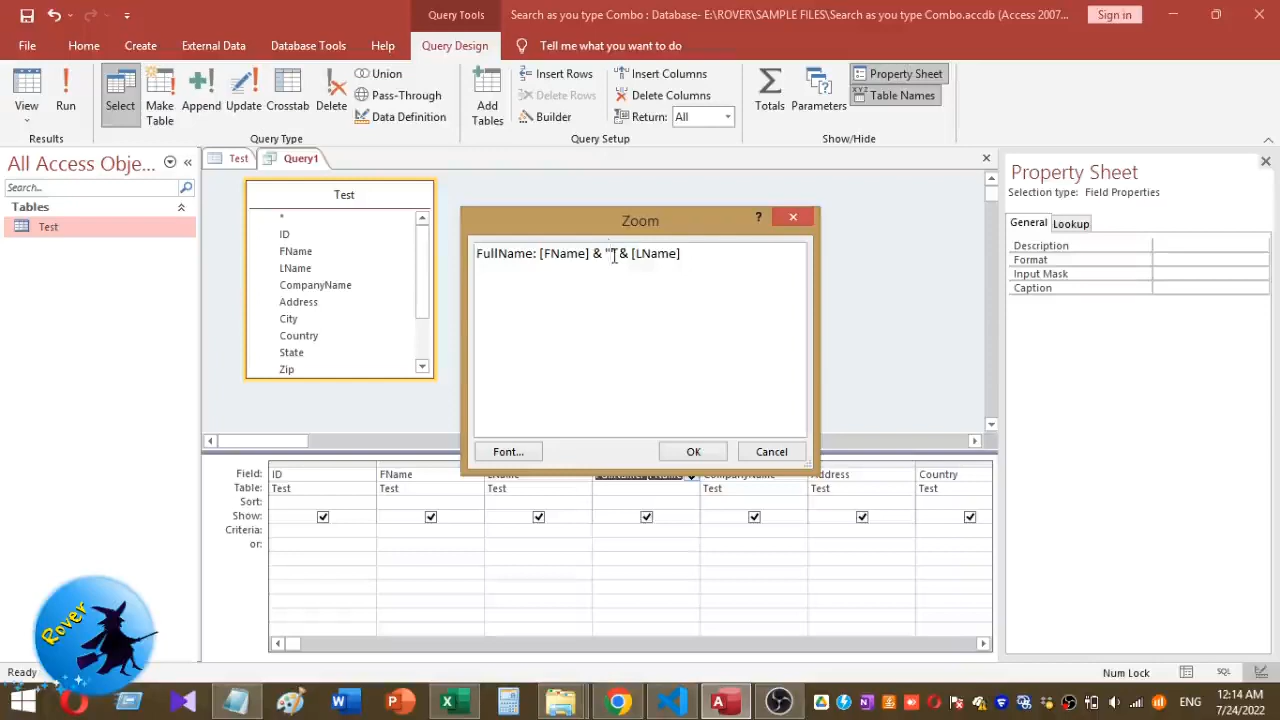 Query Tools
Search as you type Combo : Database- E:\ROVER\SAMPLE FILES\Search as you type Combo.accdb (Access 2007...
Sign in
File Home Create External Data Database Tools Help Query Design Tell me what you want to do
View Run Select Make Table Append Update Crosstab Delete
Union
Pass-Through
Data Definition
Add Tables
Insert Rows
Delete Rows
Builder
Insert Columns
Delete Columns
Return: All
Totals Parameters
Property Sheet
Table Names
Results Query Type Query Setup Show/Hide
All Access Obje...
Search...
Tables
Test
Test Query1
Test
*
ID
FName
LName
CompanyName
Address
City
Country
State
Zip
Zoom
?
FullName: [FName] & "" & [LName]
Font... OK Cancel
Property Sheet
Selection type: Field Properties
General Lookup
Description
Format
Input Mask
Caption
Field: ID FName Address Country
Table: Test Test Test Test Test Test
Sort:
Show:
Criteria:
or:
Rover
Ready
Num Lock
SQL
ENG
12:14 AM
7/24/2022